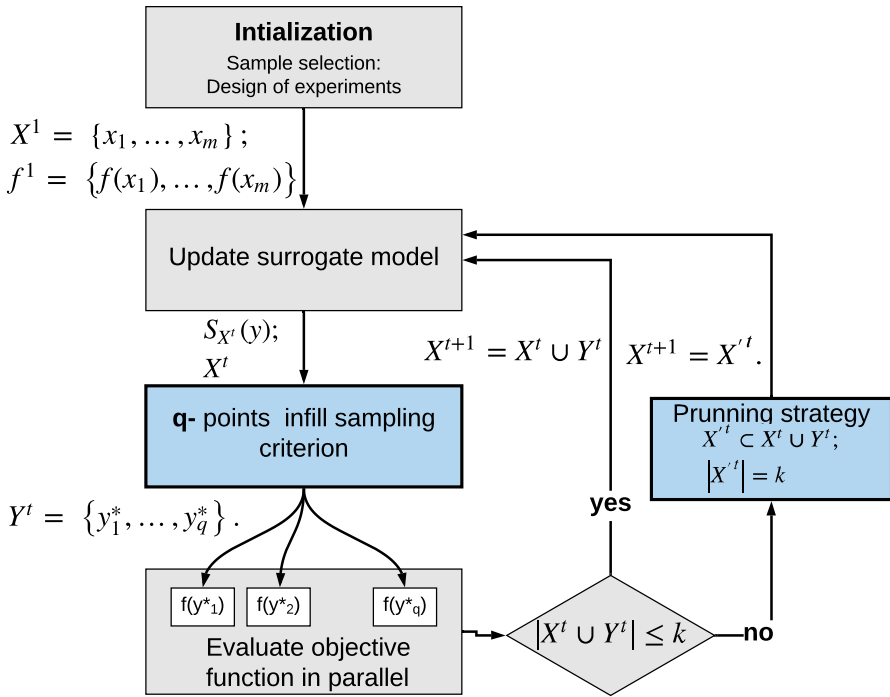 Intialization
Sample selection:
Design of experiments
X¹ = {x₁, … , xₘ} ;
f¹ = {f(x₁), … , f(xₘ)}
Update surrogate model
S_{Xᵗ}(y);
Xᵗ
Xᵗ⁺¹ = Xᵗ ∪ Yᵗ
Xᵗ⁺¹ = X′ᵗ.
q- points infill sampling
criterion
Prunning strategy
X′ᵗ ⊂ Xᵗ ∪ Yᵗ;
|X′ᵗ| = k
Yᵗ = {y₁*, … , y_q*} .
yes
f(y*₁)
f(y*₂)
f(y*_q)
Evaluate objective
function in parallel
|Xᵗ ∪ Yᵗ| ≤ k
no